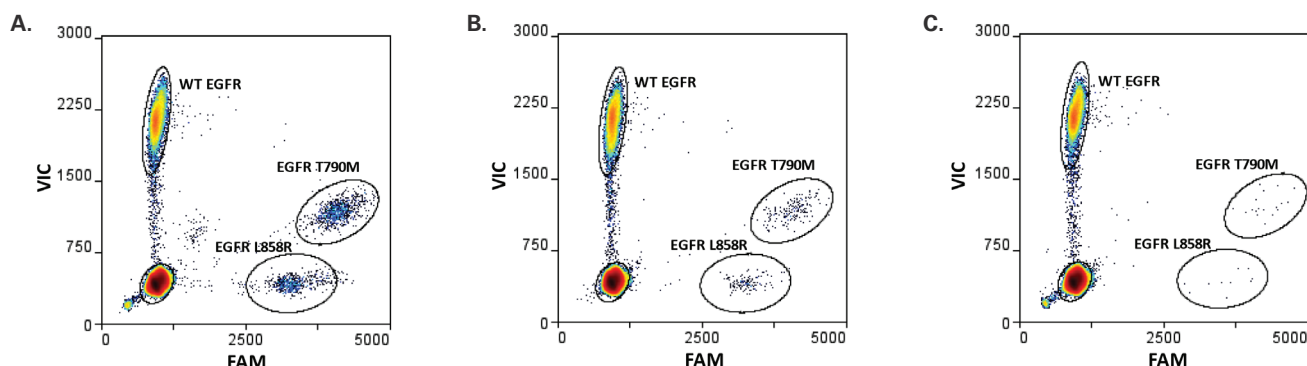 A.
3000
2250
1500
750
0
VIC
WT EGFR
EGFR T790M
EGFR L858R
0
2500
5000
FAM
B.
3000
2250
1500
750
0
VIC
WT EGFR
EGFR T790M
EGFR L858R
0
2500
5000
FAM
C.
3000
2250
1500
750
0
VIC
WT EGFR
EGFR T790M
EGFR L858R
0
2500
5000
FAM